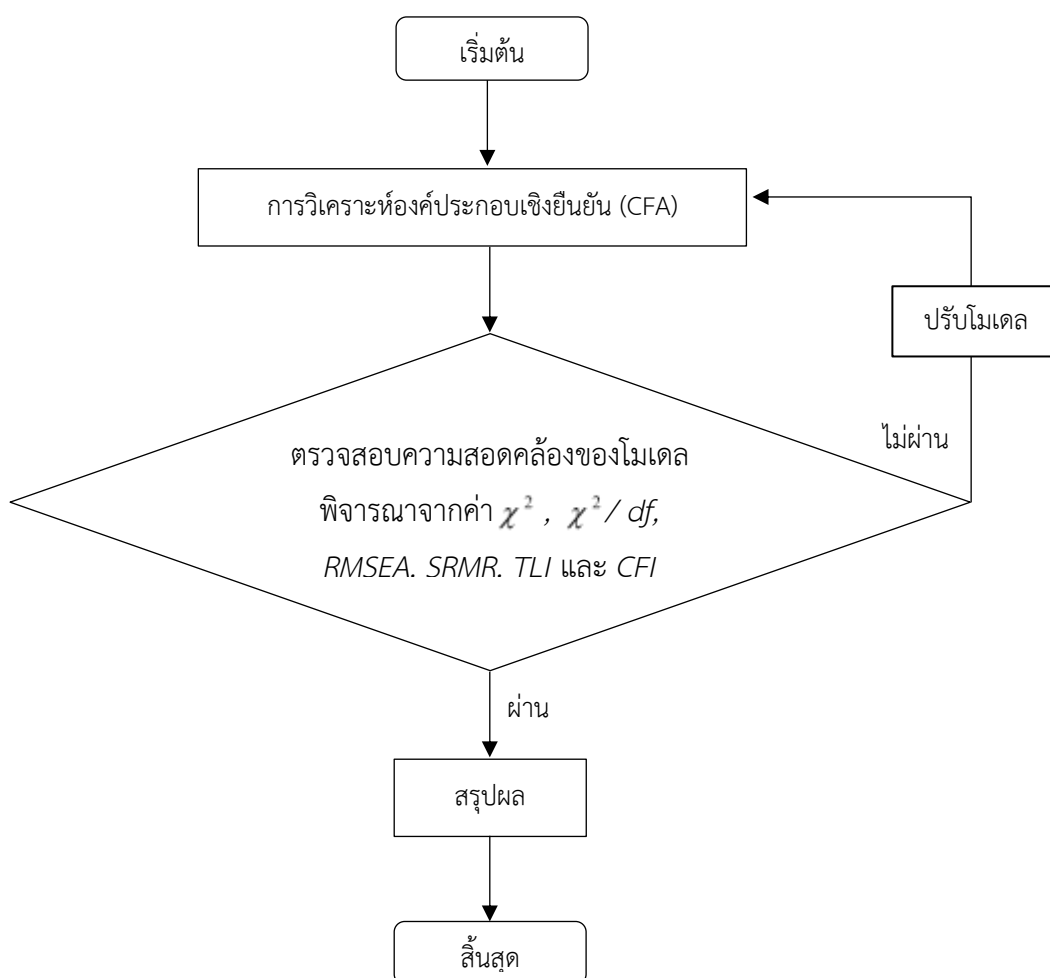 เริ่มต้น
การวิเคราะห์องค์ประกอบเชิงยืนยัน (CFA)
ปรับโมเดล
ไม่ผ่าน
ตรวจสอบความสอดคล้องของโมเดล
พิจารณาจากค่า χ² , χ² / df,
RMSEA. SRMR. TLI และ CFI
ผ่าน
สรุปผล
สิ้นสุด